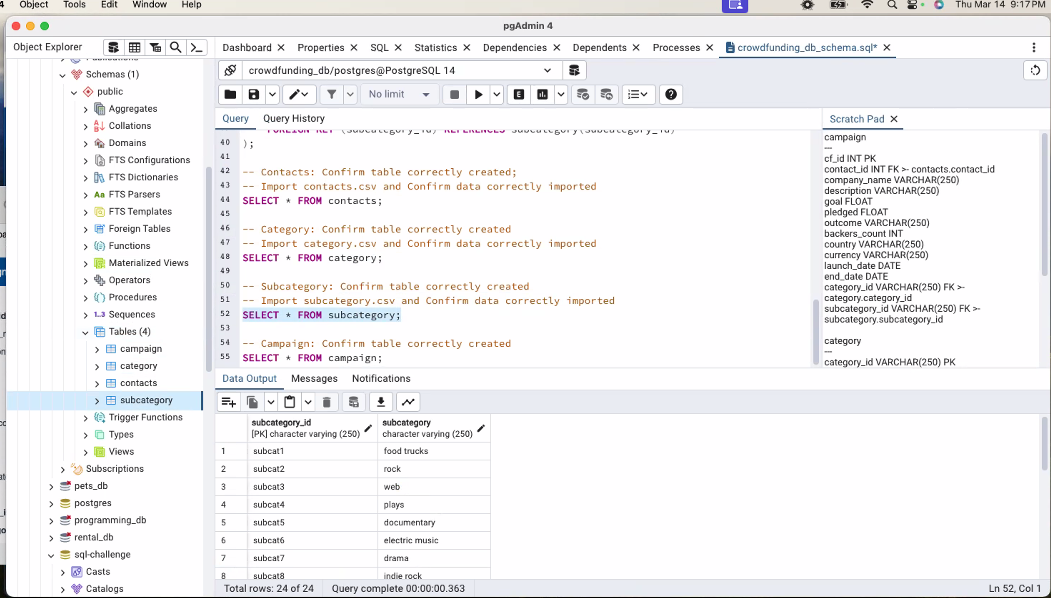 Object Tools Edit Window Help Thu Mar 14 9:17 PM
pgAdmin 4
Object Explorer
Dashboard Properties SQL Statistics Dependencies Dependents Processes crowdfunding_db_schema.sql*
Schemas (1)
public
Aggregates
Collations
Domains
FTS Configurations
FTS Dictionaries
FTS Parsers
FTS Templates
Foreign Tables
Functions
Materialized Views
Operators
Procedures
1..3 Sequences
Tables (4)
campaign
category
contacts
subcategory
Trigger Functions
Types
Views
Subscriptions
pets_db
postgres
programming_db
rental_db
sql-challenge
Casts
Catalogs
crowdfunding_db/postgres@PostgreSQL 14
No limit
Query Query History
FOREIGN KEY (subcategory_id) REFERENCES subcategory(subcategory_id)
40 );
41
42 -- Contacts: Confirm table correctly created;
43 -- Import contacts.csv and Confirm data correctly imported
44 SELECT * FROM contacts;
45
46 -- Category: Confirm table correctly created
47 -- Import category.csv and Confirm data correctly imported
48 SELECT * FROM category;
49
50 -- Subcategory: Confirm table correctly created
51 -- Import subcategory.csv and Confirm data correctly imported
52 SELECT * FROM subcategory;
53
54 -- Campaign: Confirm table correctly created
55 SELECT * FROM campaign;
Scratch Pad
campaign
---
cf_id INT PK
contact_id INT FK >- contacts.contact_id
company_name VARCHAR(250)
description VARCHAR(250)
goal FLOAT
pledged FLOAT
outcome VARCHAR(250)
backers_count INT
country VARCHAR(250)
currency VARCHAR(250)
launch_date DATE
end_date DATE
category_id VARCHAR(250) FK >-
category.category_id
subcategory_id VARCHAR(250) FK >-
subcategory.subcategory_id
category
---
category_id VARCHAR(250) PK
Data Output Messages Notifications
subcategory_id subcategory
[PK] character varying (250) character varying (250)
1 subcat1 food trucks
2 subcat2 rock
3 subcat3 web
4 subcat4 plays
5 subcat5 documentary
6 subcat6 electric music
7 subcat7 drama
8 subcat8 indie rock
Total rows: 24 of 24 Query complete 00:00:00.363 Ln 52, Col 1